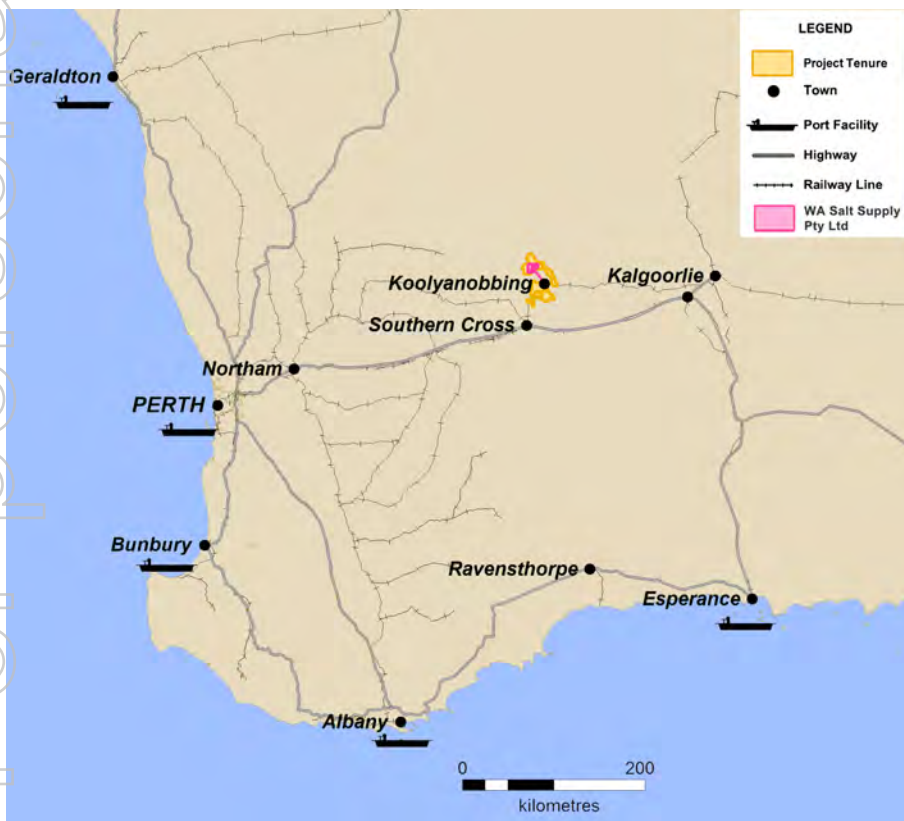 LEGEND
Project Tenure
Town
Port Facility
Highway
Railway Line
WA Salt Supply
Pty Ltd
Geraldton
Koolyanobbing
Kalgoorlie
Southern Cross
Northam
PERTH
Bunbury
Ravensthorpe
Esperance
Albany
0 200
kilometres